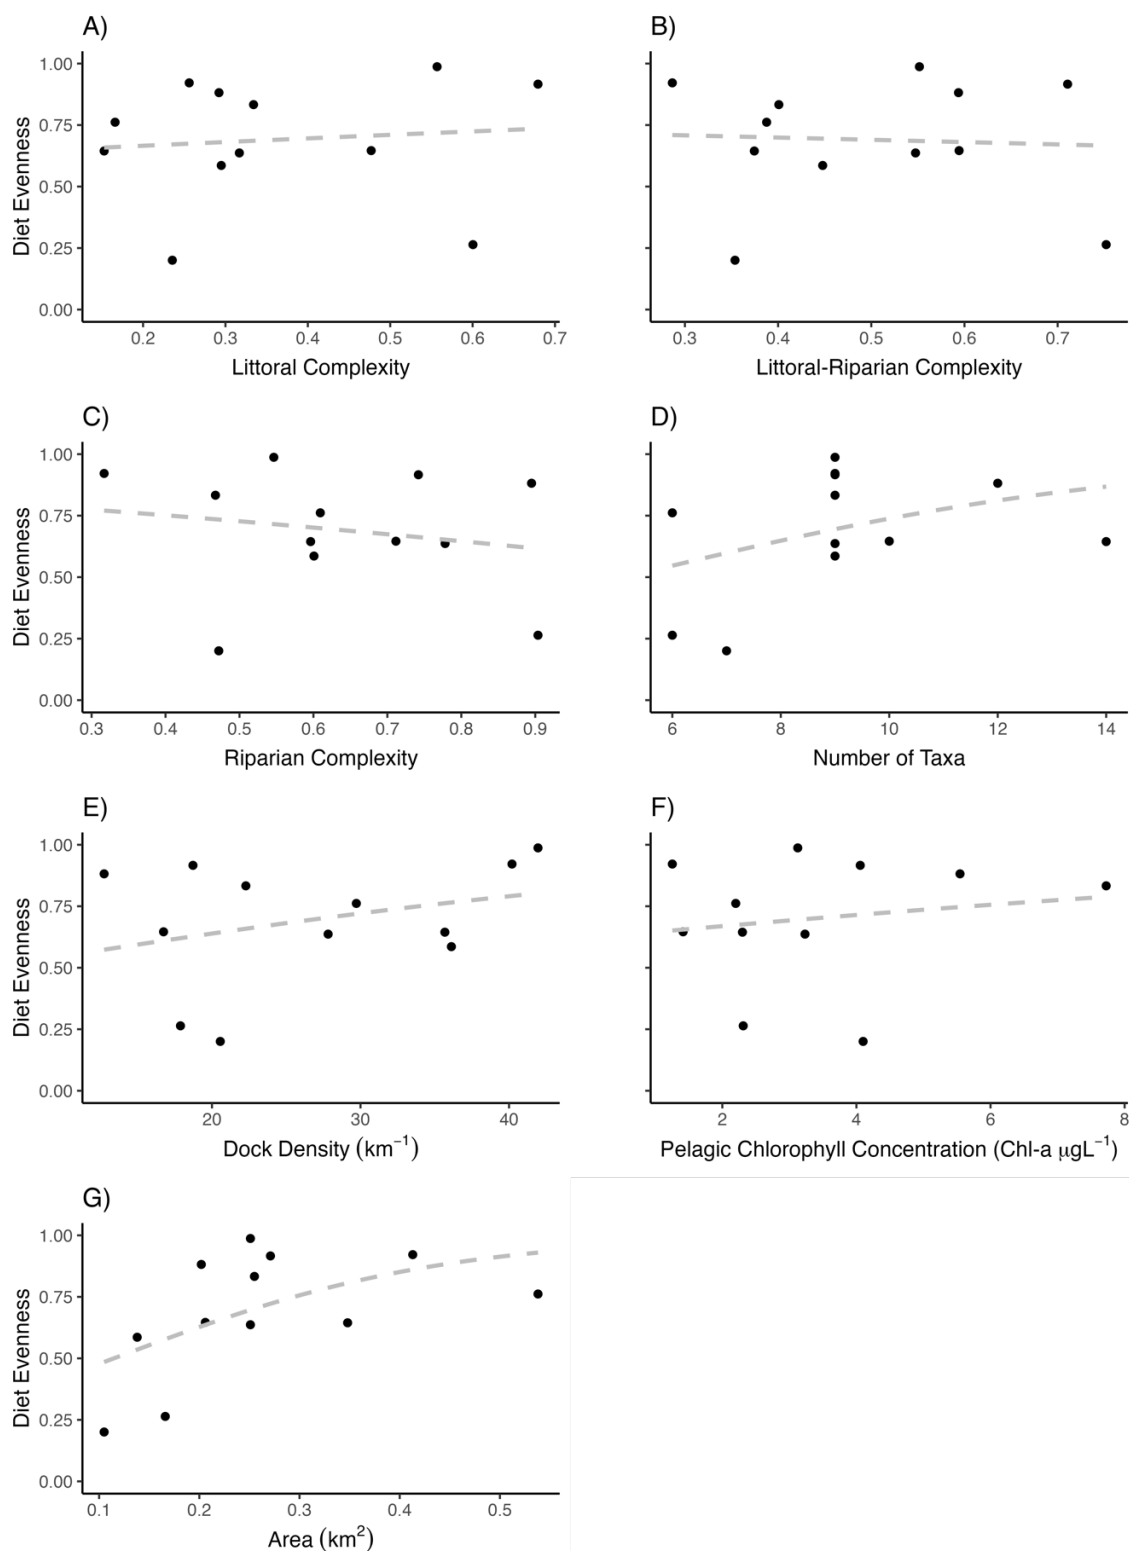 A)
1.00
0.75
0.50
0.25
0.00
Diet Evenness
0.2 0.3 0.4 0.5 0.6 0.7
Littoral Complexity
B)
0.3 0.4 0.5 0.6 0.7
Littoral-Riparian Complexity
C)
1.00
0.75
0.50
0.25
0.00
Diet Evenness
0.3 0.4 0.5 0.6 0.7 0.8 0.9
Riparian Complexity
D)
6 8 10 12 14
Number of Taxa
E)
1.00
0.75
0.50
0.25
0.00
Diet Evenness
20 30 40
Dock Density (km⁻¹)
F)
2 4 6 8
Pelagic Chlorophyll Concentration (Chl-a μgL⁻¹)
G)
1.00
0.75
0.50
0.25
0.00
Diet Evenness
0.1 0.2 0.3 0.4 0.5
Area (km²)